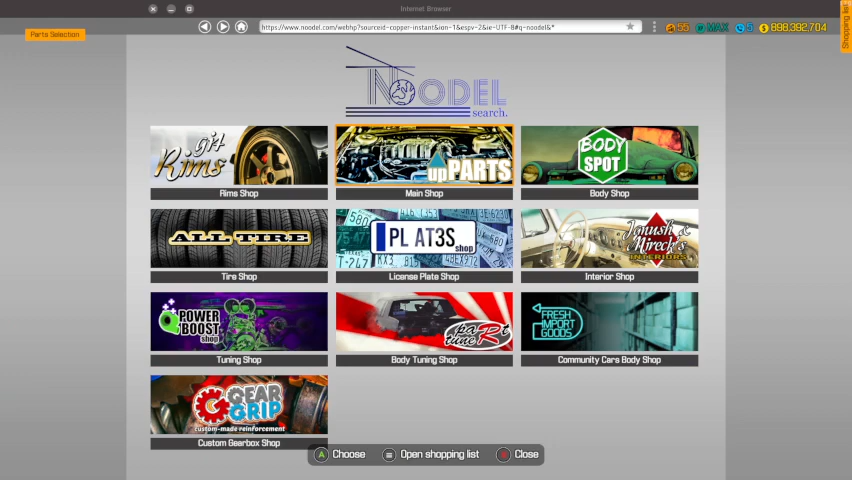 Internet Browser
https://www.noodel.com/webhp?sourceid-copper-instant&ion-1&espv-2&ie-UTF-8#q-noodel&*
55 MAX 5 898,392,704
Parts Selection
Shopping list
NOODEL
search.
git Rims
Rims Shop
upPARTS
Main Shop
BODY SPOT
Body Shop
ALL TIRE
Tire Shop
PL AT3S shop
License Plate Shop
Janush & Mireck's INTERIORS
Interior Shop
POWER BOOST shop
Tuning Shop
paRt tune
Body Tuning Shop
FRESH IMPORT GOODS
Community Cars Body Shop
GEAR GRIP
custom-made reinforcement
Custom Gearbox Shop
A Choose
Open shopping list
Close